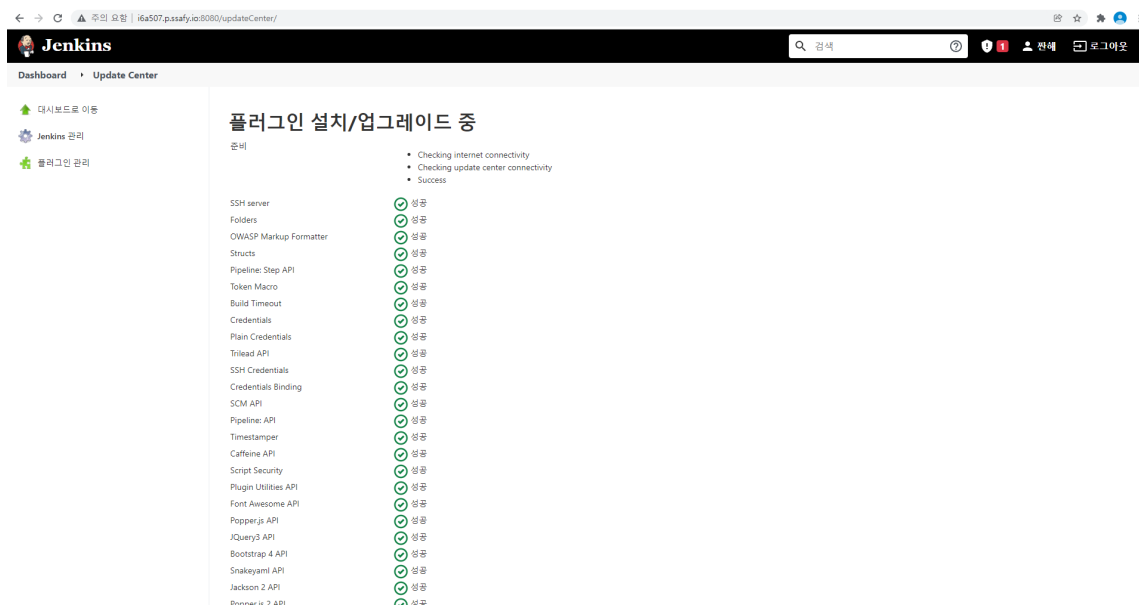 주의 요함 | i6a507.p.ssafy.io:8080/updateCenter/
Jenkins
검색
1
짠해
로그아웃
Dashboard
Update Center
대시보드로 이동
Jenkins 관리
플러그인 관리
플러그인 설치/업그레이드 중
준비
Checking internet connectivity
Checking update center connectivity
Success
SSH server 성공
Folders 성공
OWASP Markup Formatter 성공
Structs 성공
Pipeline: Step API 성공
Token Macro 성공
Build Timeout 성공
Credentials 성공
Plain Credentials 성공
Trilead API 성공
SSH Credentials 성공
Credentials Binding 성공
SCM API 성공
Pipeline: API 성공
Timestamper 성공
Caffeine API 성공
Script Security 성공
Plugin Utilities API 성공
Font Awesome API 성공
Popper.js API 성공
JQuery3 API 성공
Bootstrap 4 API 성공
Snakeyaml API 성공
Jackson 2 API 성공
Popper.js 2 API 성공